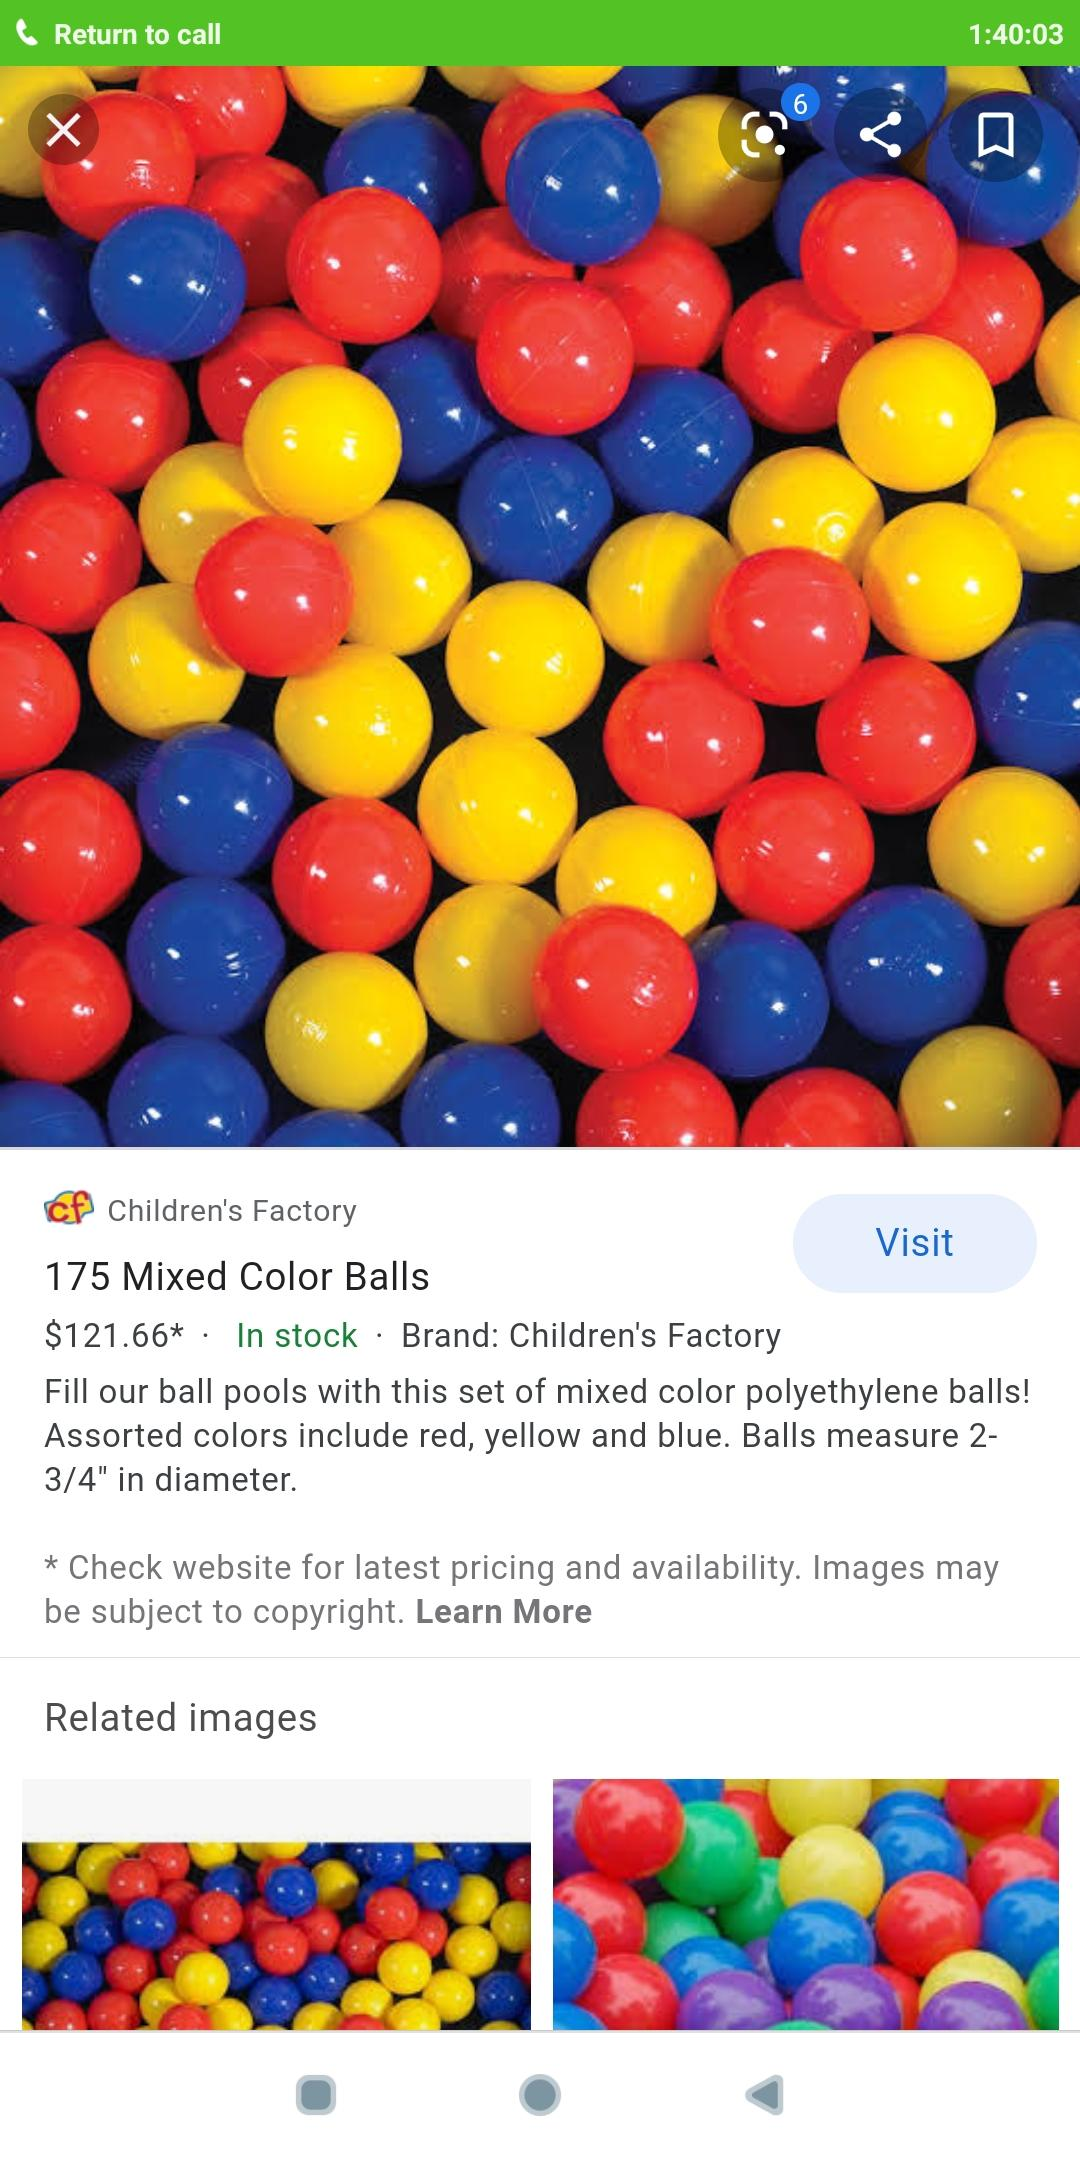 Return to call 1:40:03
6
cf Children's Factory
Visit
175 Mixed Color Balls
$121.66* · In stock · Brand: Children's Factory
Fill our ball pools with this set of mixed color polyethylene balls!
Assorted colors include red, yellow and blue. Balls measure 2-
3/4" in diameter.
* Check website for latest pricing and availability. Images may
be subject to copyright. Learn More
Related images